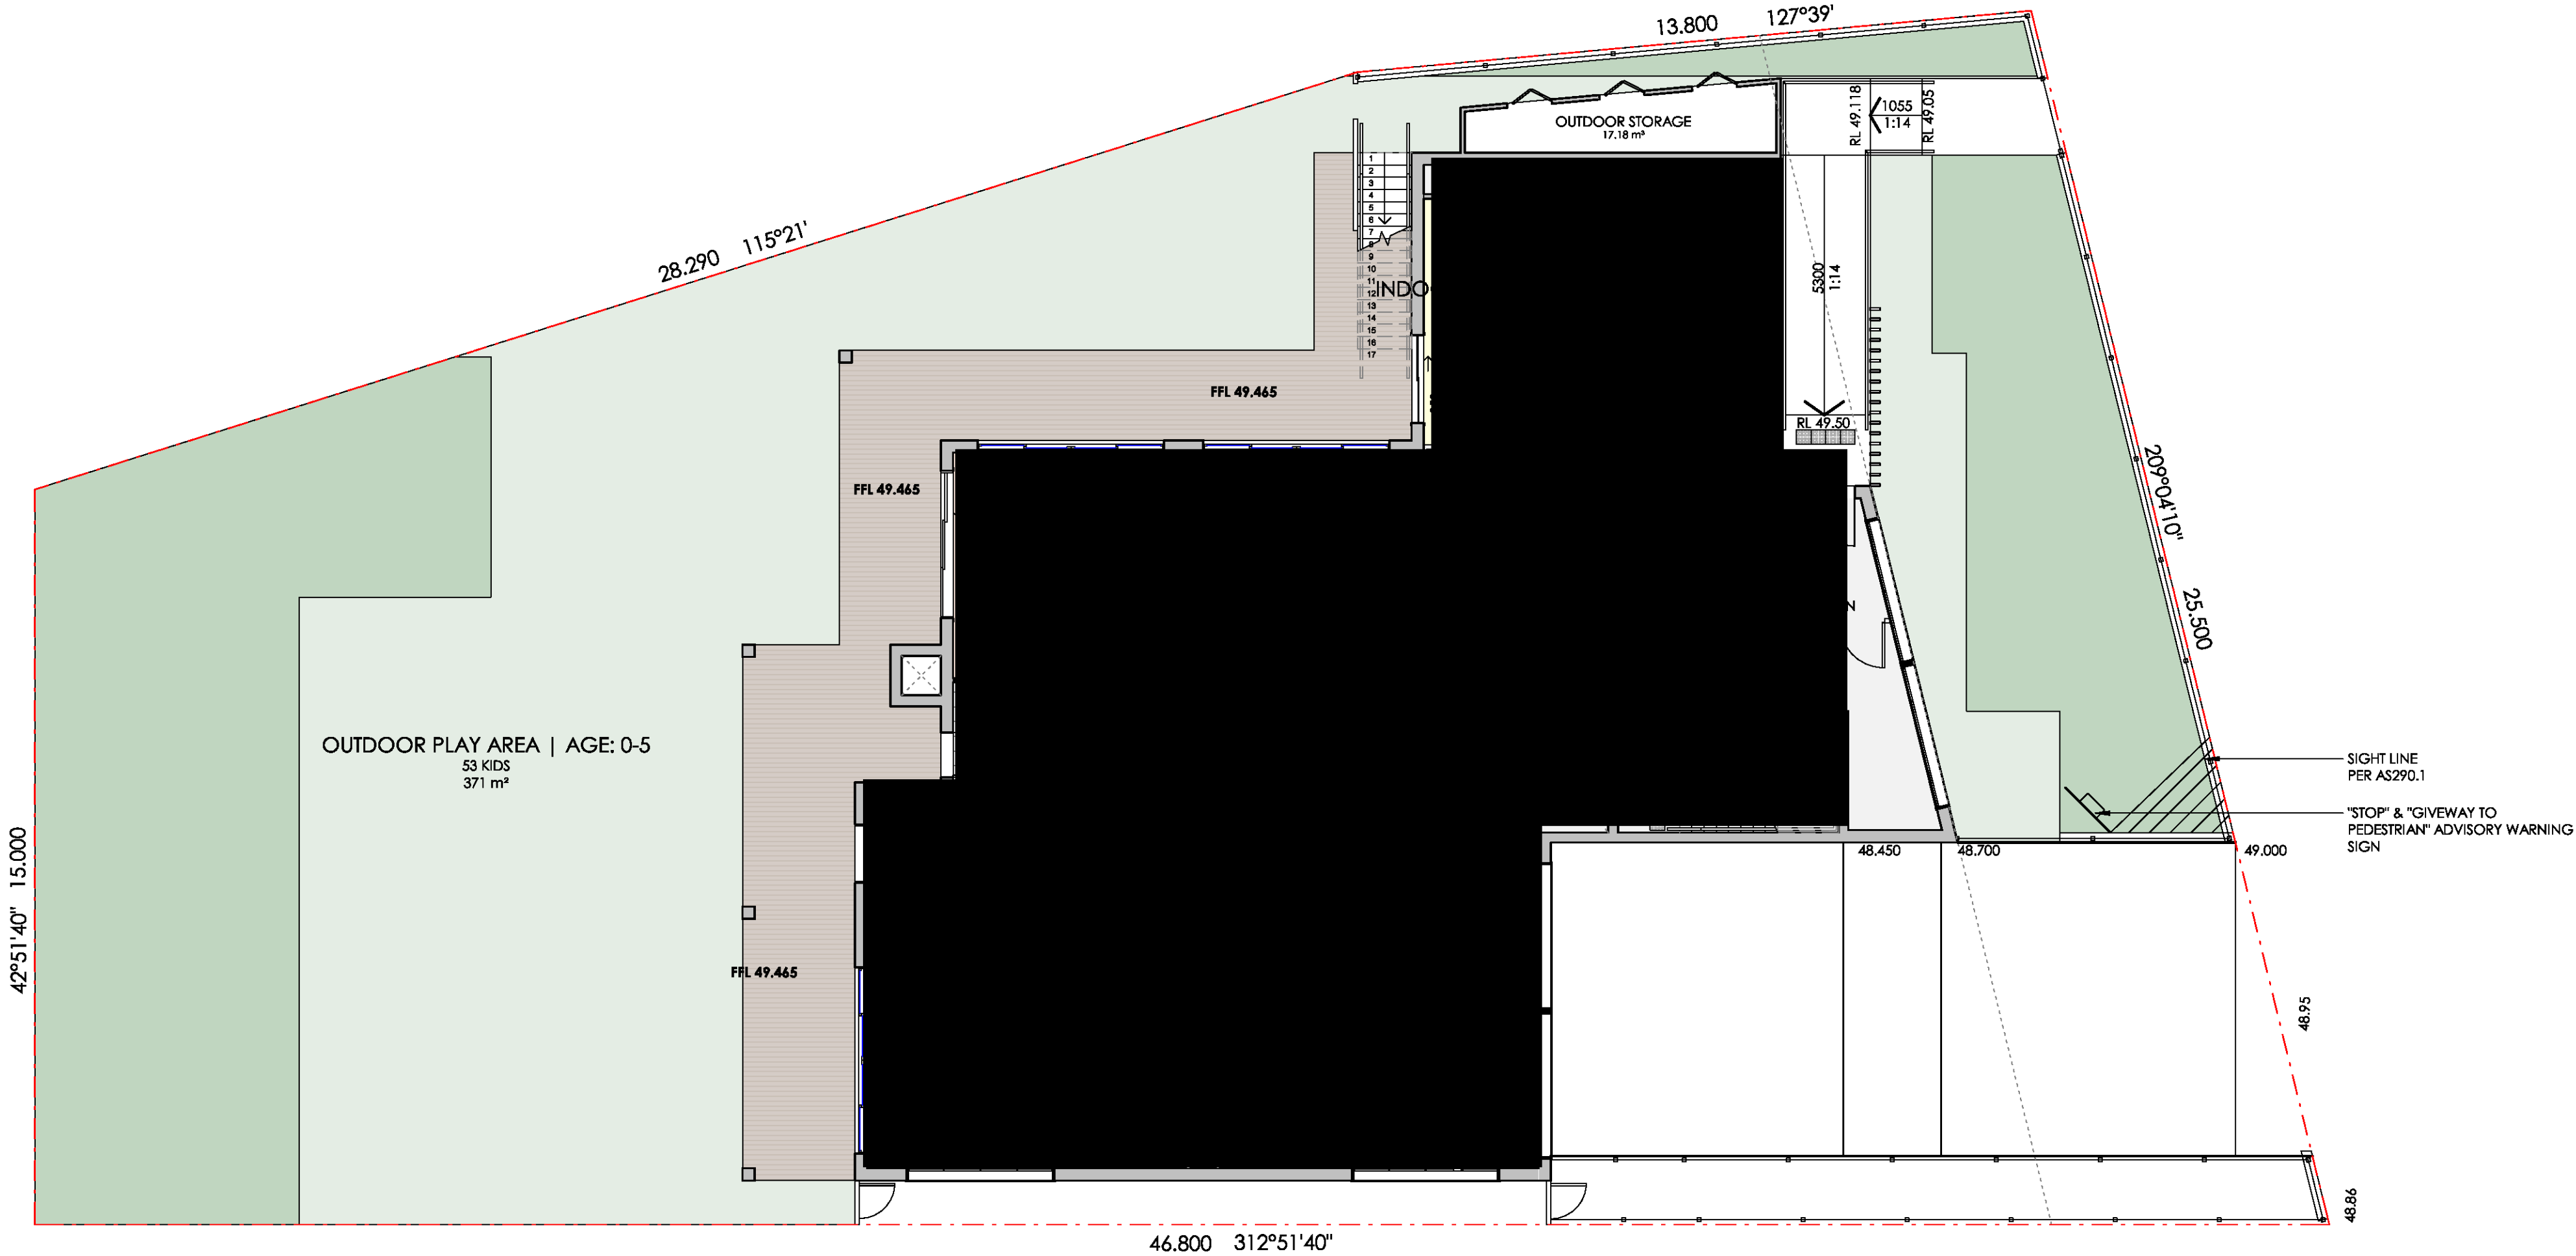 13.800 127°39'
OUTDOOR STORAGE
17.18 m³
RL 49.118
1055
1:14
RL 49.05
28.290 115°21'
1
2
3
4
5
6
7
8
9
10
11
12
13
14
15
16
17
INDO
5300
1:14
FFL 49.465
RL 49.50
FFL 49.465
209°04'10"
25.500
OUTDOOR PLAY AREA | AGE: 0-5
53 KIDS
371 m²
SIGHT LINE
PER AS290.1
"STOP" & "GIVEWAY TO
PEDESTRIAN" ADVISORY WARNING
SIGN
48.450
48.700
49.000
42°51'40" 15.000
FFL 49.465
48.95
48.86
46.800 312°51'40"